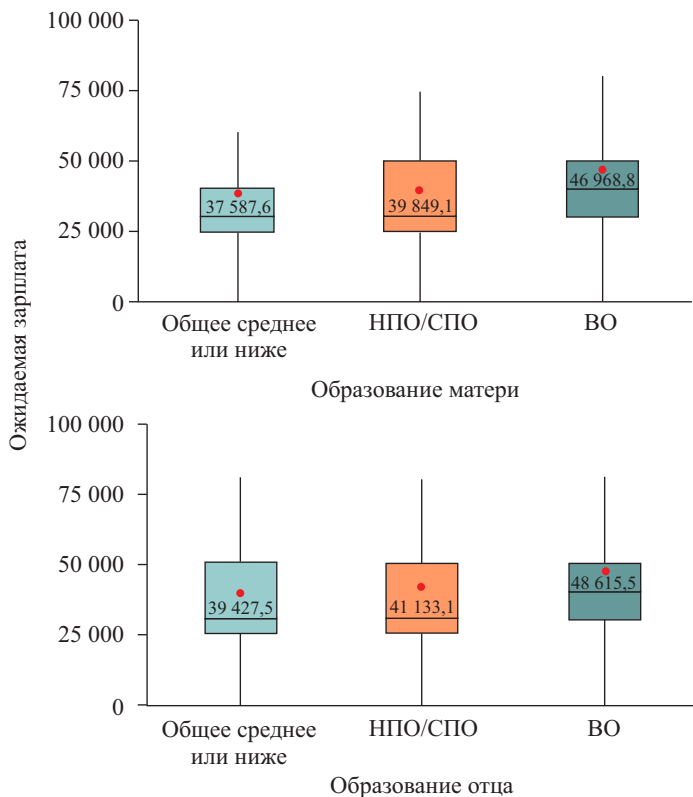 Ожидаемая зарплата
100 000
75 000
50 000
25 000
0
37 587,6
39 849,1
46 968,8
Общее среднее
или ниже
НПО/СПО
ВО
Образование матери
100 000
75 000
50 000
25 000
0
39 427,5
41 133,1
48 615,5
Общее среднее
или ниже
НПО/СПО
ВО
Образование отца